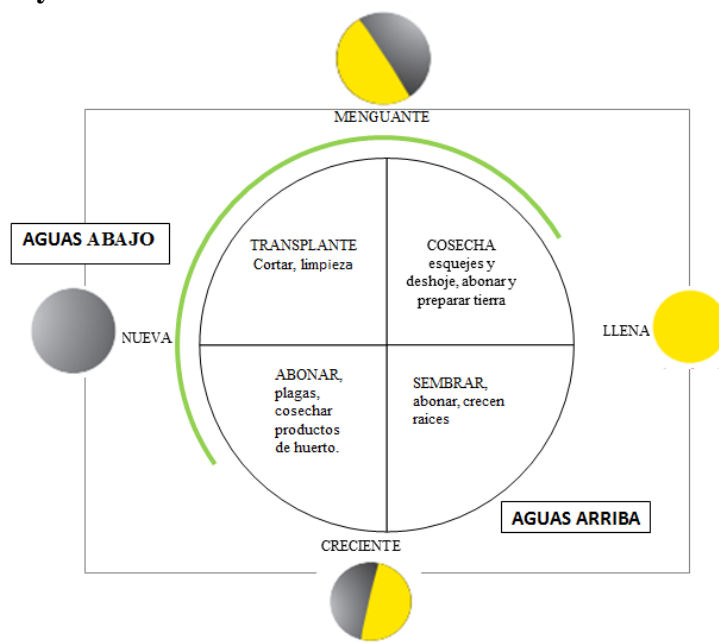 MENGUANTE
AGUAS ABAJO
TRANSPLANTE
Cortar, limpieza
COSECHA
esquejes y
deshoje, abonar y
preparar tierra
NUEVA
LLENA
ABONAR,
plagas,
cosechar
productos
de huerto.
SEMBRAR,
abonar, crecen
raices
AGUAS ARRIBA
CRECIENTE